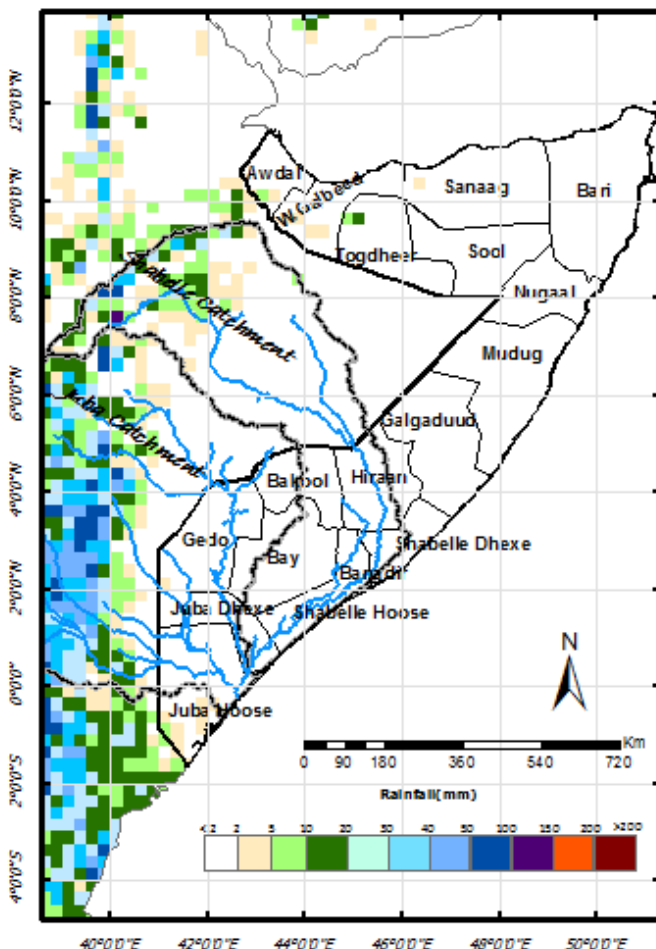 12°0'0"N
10°0'0"N
8°0'0"N
6°0'0"N
4°0'0"N
2°0'0"N
0°0'0"
2°0'0"S
4°0'0"S
Awdal
W.Galbeed
Sanaag
Bari
Togdheer
Sool
Nugaal
Shabelle Catchment
Mudug
Juba Catchment
Galgaduud
Bakool
Hiraan
Gedo
Bay
Shabelle Dhexe
Banadir
Juba Dhexe
Shabelle Hoose
Juba Hoose
N
Km
0 90 180 360 540 720
Rainfall(mm)
<2 2 5 10 20 30 40 50 100 150 200 >200
40°0'0"E 42°0'0"E 44°0'0"E 46°0'0"E 48°0'0"E 50°0'0"E